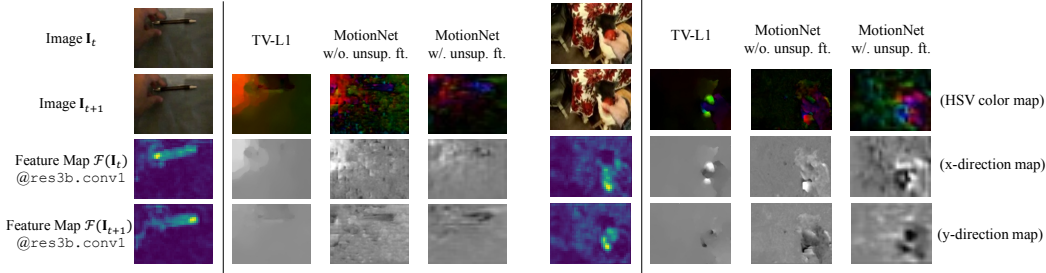 Image I_t
Image I_{t+1}
Feature Map F(I_t)
@res3b.conv1
Feature Map F(I_{t+1})
@res3b.conv1
TV-L1
MotionNet
w/o. unsup. ft.
MotionNet
w/. unsup. ft.
TV-L1
MotionNet
w/o. unsup. ft.
MotionNet
w/. unsup. ft.
(HSV color map)
(x-direction map)
(y-direction map)